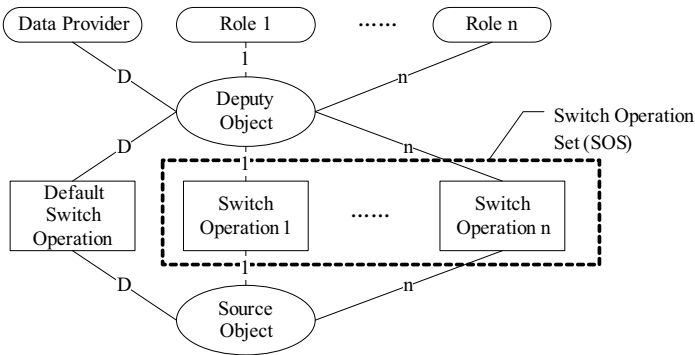 Data Provider
Role 1
······
Role n
D
1
n
Deputy
Object
Switch Operation
Set (SOS)
D
1
n
Default
Switch
Operation
Switch
Operation 1
······
Switch
Operation n
D
1
n
Source
Object